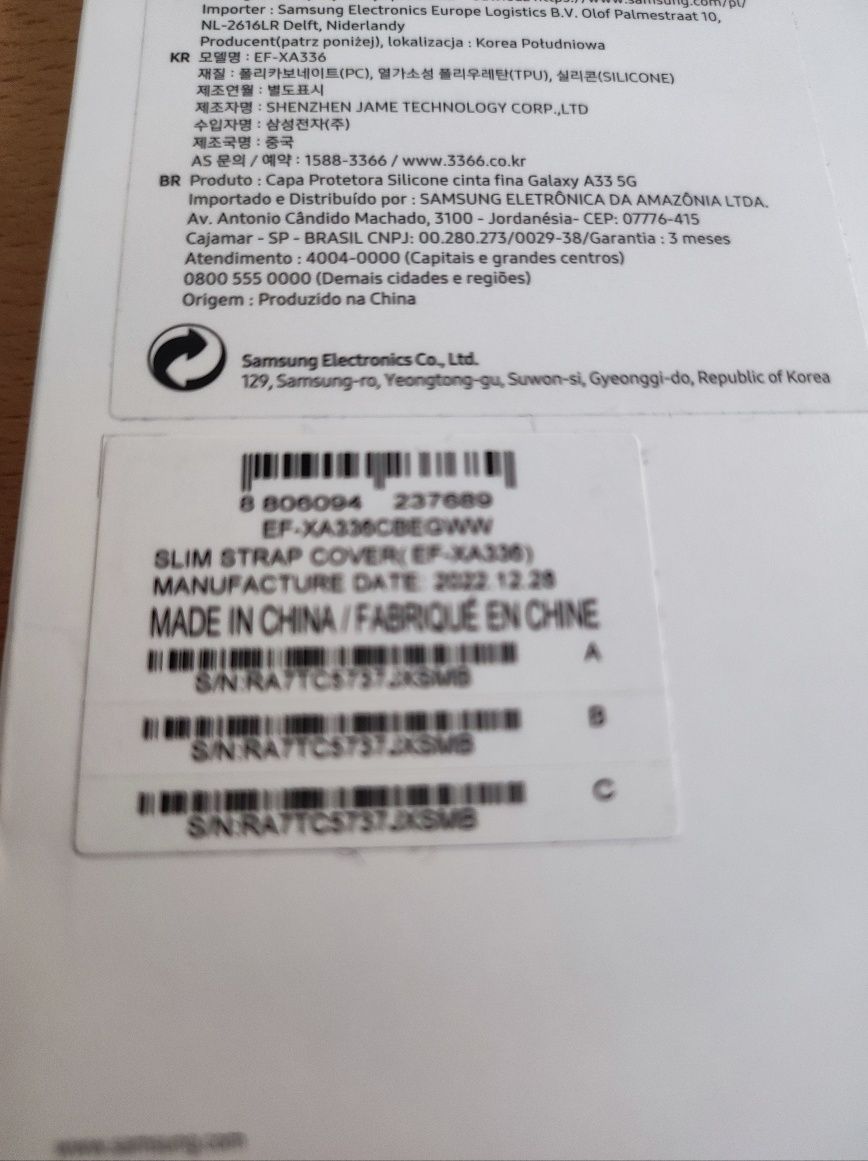 Importer : Samsung Electronics Europe Logistics B.V. Olof Palmestraat 10,
NL-2616LR Delft, Niderlandy
Producent(patrz poniżej), lokalizacja : Korea Południowa
KR 모델명 : EF-XA336
재질 : 폴리카보네이트(PC), 열가소성 폴리우레탄(TPU), 실리콘(SILICONE)
제조연월 : 별도표시
제조자명 : SHENZHEN JAME TECHNOLOGY CORP.,LTD
수입자명 : 삼성전자(주)
제조국명 : 중국
AS 문의 / 예약 : 1588-3366 / www.3366.co.kr
BR Produto : Capa Protetora Silicone cinta fina Galaxy A33 5G
Importado e Distribuído por : SAMSUNG ELETRÔNICA DA AMAZÔNIA LTDA.
Av. Antonio Cândido Machado, 3100 - Jordanésia- CEP: 07776-415
Cajamar - SP - BRASIL CNPJ: 00.280.273/0029-38/Garantia : 3 meses
Atendimento : 4004-0000 (Capitais e grandes centros)
0800 555 0000 (Demais cidades e regiões)
Origem : Produzido na China
Samsung Electronics Co., Ltd.
129, Samsung-ro, Yeongtong-gu, Suwon-si, Gyeonggi-do, Republic of Korea
8 806094 237689
EF-XA336CBEGWW
SLIM STRAP COVER( EF-XA336)
MANUFACTURE DATE: 2022.12.28
MADE IN CHINA / FABRIQUÉ EN CHINE
A
S/N:RA7TC5737JXSMB
B
S/N:RA7TC5737JXSMB
C
S/N:RA7TC5737JXSMB
www.samsung.com